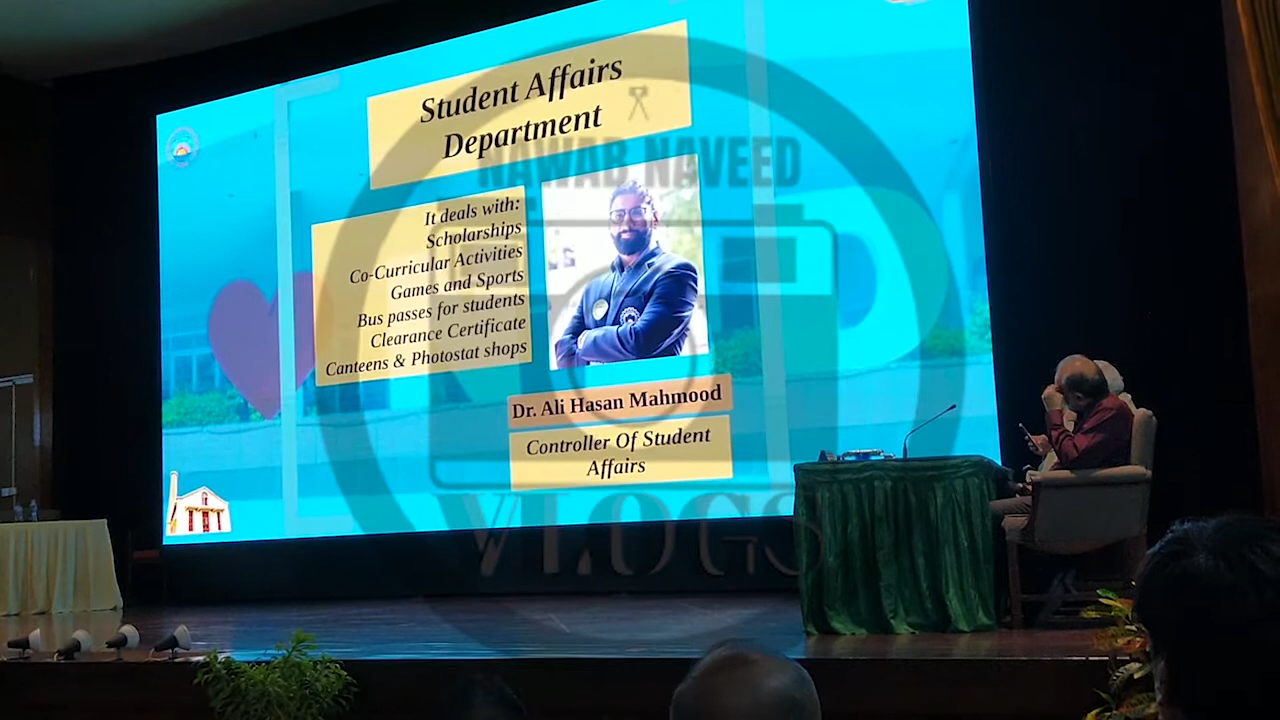 Student Affairs
Department
NAWAB NAVEED
It deals with:
Scholarships
Co-Curricular Activities
Games and Sports
Bus passes for students
Clearance Certificate
Canteens & Photostat shops
Dr. Ali Hasan Mahmood
Controller Of Student
Affairs
VLOGS